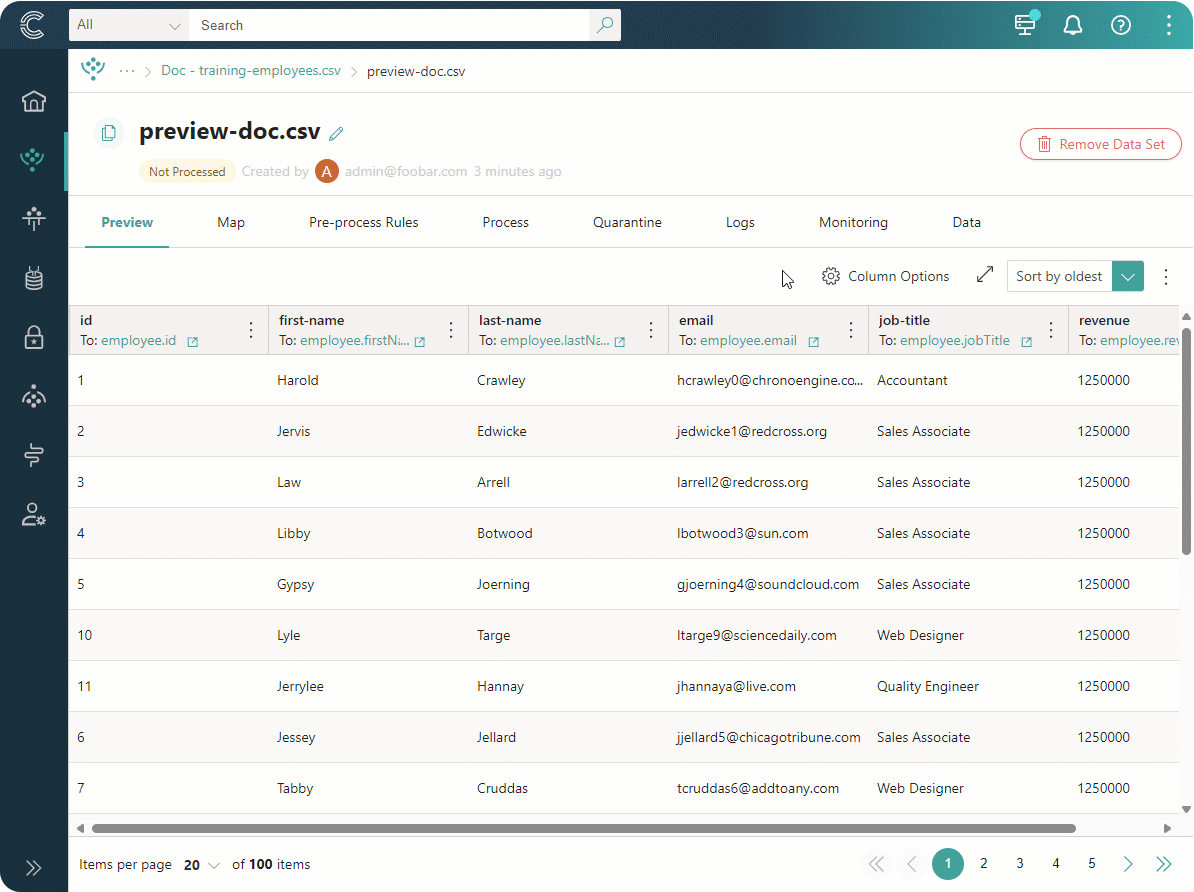 All Search
··· Doc - training-employees.csv preview-doc.csv
preview-doc.csv
Remove Data Set
Not Processed Created by A admin@foobar.com 3 minutes ago
Preview Map Pre-process Rules Process Quarantine Logs Monitoring Data
Column Options Sort by oldest
id first-name last-name email job-title revenue
To: employee.id To: employee.firstN... To: employee.lastNa... To: employee.email To: employee.jobTitle To: employee.rev
1 Harold Crawley hcrawley0@chronoengine.co... Accountant 1250000
2 Jervis Edwicke jedwicke1@redcross.org Sales Associate 1250000
3 Law Arrell larrell2@redcross.org Sales Associate 1250000
4 Libby Botwood lbotwood3@sun.com Sales Associate 1250000
5 Gypsy Joerning gjoerning4@soundcloud.com Sales Associate 1250000
10 Lyle Targe ltarge9@sciencedaily.com Web Designer 1250000
11 Jerrylee Hannay jhannaya@live.com Quality Engineer 1250000
6 Jessey Jellard jjellard5@chicagotribune.com Sales Associate 1250000
7 Tabby Cruddas tcruddas6@addtoany.com Web Designer 1250000
Items per page 20 of 100 items 1 2 3 4 5